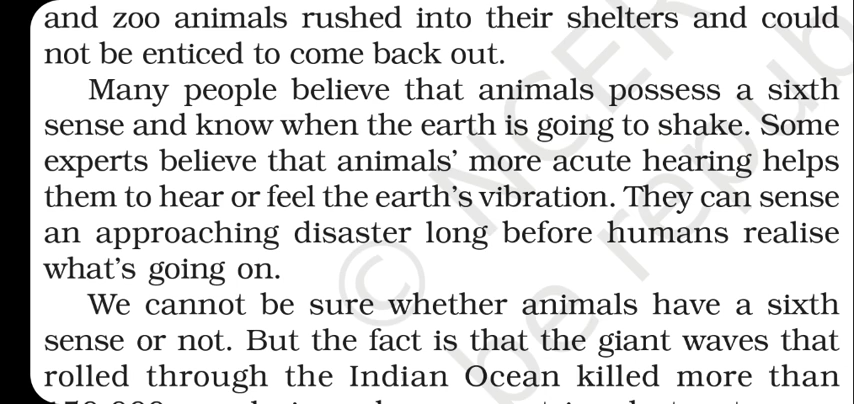 and zoo animals rushed into their shelters and could
not be enticed to come back out.
Many people believe that animals possess a sixth
sense and know when the earth is going to shake. Some
experts believe that animals’ more acute hearing helps
them to hear or feel the earth’s vibration. They can sense
an approaching disaster long before humans realise
what’s going on.
We cannot be sure whether animals have a sixth
sense or not. But the fact is that the giant waves that
rolled through the Indian Ocean killed more than
© NCER
be repub